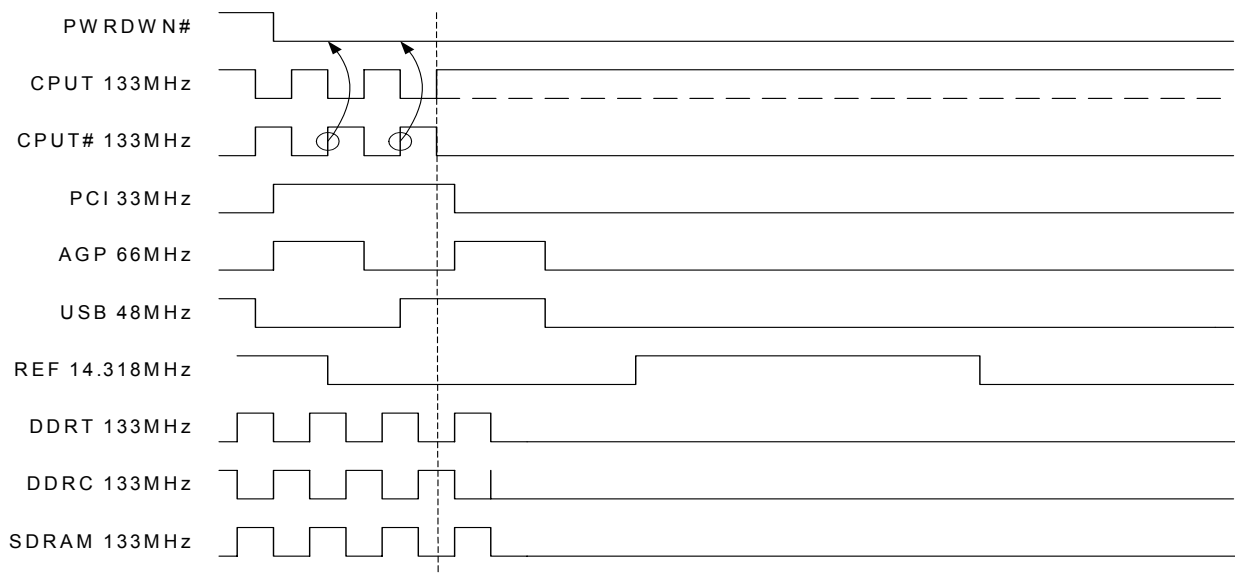 PWRDWN#
CPUT 133MHz
CPUT# 133MHz
PCI 33MHz
AGP 66MHz
USB 48MHz
REF 14.318MHz
DDRT 133MHz
DDRC 133MHz
SDRAM 133MHz